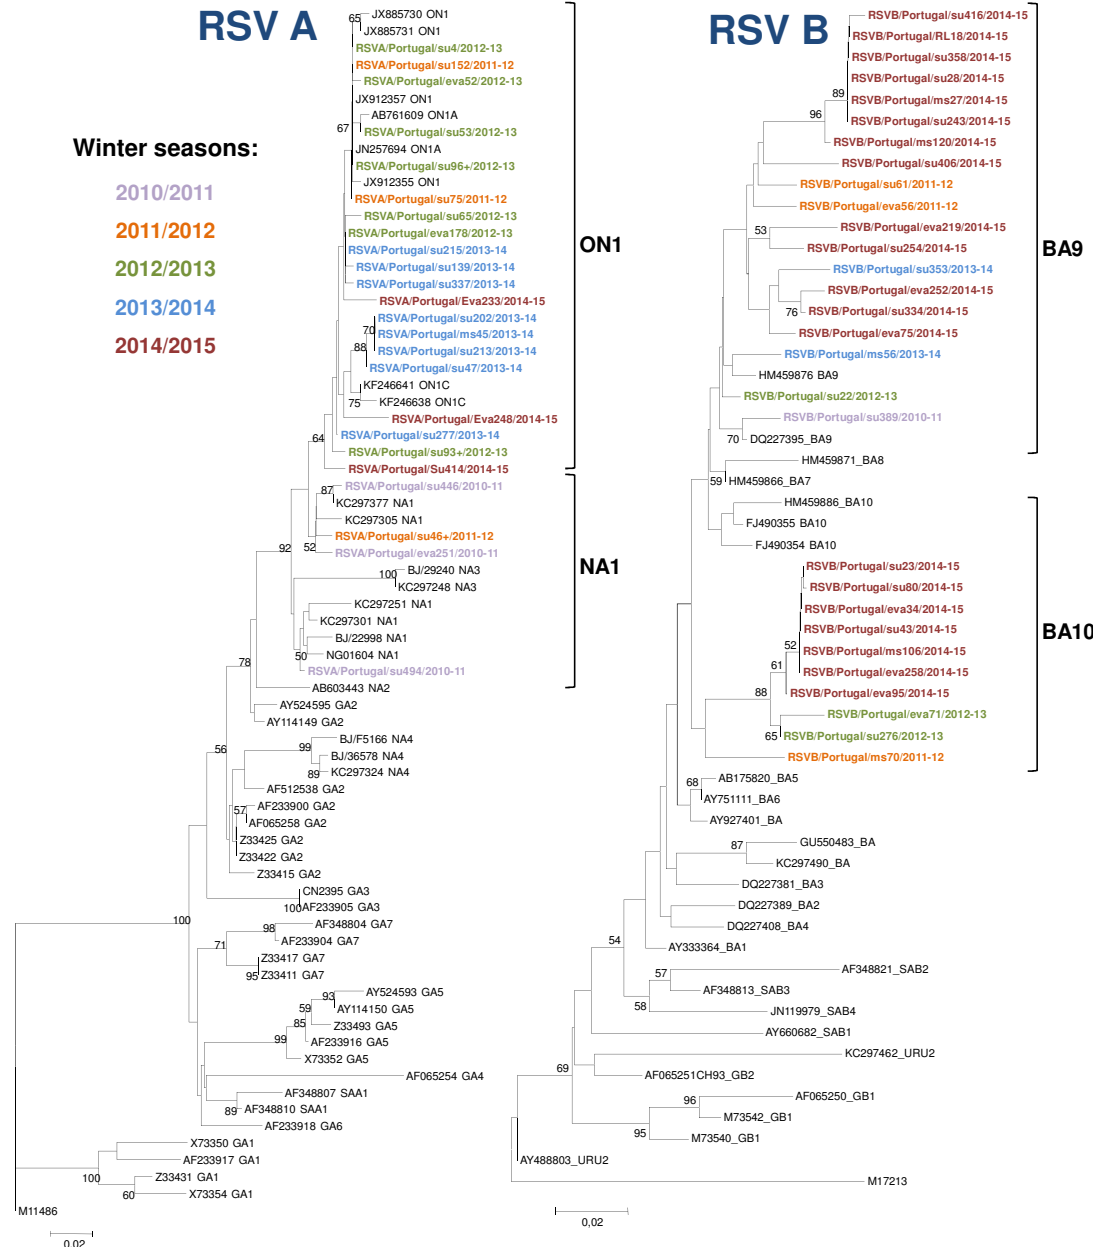 RSV A
Winter seasons:
2010/2011
2011/2012
2012/2013
2013/2014
2014/2015
65
JX885730 ON1
JX885731 ON1
RSVA/Portugal/su4/2012-13
RSVA/Portugal/su152/2011-12
RSVA/Portugal/eva52/2012-13
JX912357 ON1
AB761609 ON1A
67
RSVA/Portugal/su53/2012-13
JN257694 ON1A
RSVA/Portugal/su96+/2012-13
JX912355 ON1
RSVA/Portugal/su75/2011-12
RSVA/Portugal/su65/2012-13
RSVA/Portugal/eva178/2012-13
ON1
RSVA/Portugal/su215/2013-14
RSVA/Portugal/su139/2013-14
RSVA/Portugal/su337/2013-14
RSVA/Portugal/Eva233/2014-15
RSVA/Portugal/su202/2013-14
70
RSVA/Portugal/ms45/2013-14
88
RSVA/Portugal/su213/2013-14
RSVA/Portugal/su47/2013-14
KF246641 ON1C
75
KF246638 ON1C
RSVA/Portugal/Eva248/2014-15
64
RSVA/Portugal/su277/2013-14
RSVA/Portugal/su93+/2012-13
RSVA/Portugal/Su414/2014-15
87
RSVA/Portugal/su446/2010-11
KC297377 NA1
KC297305 NA1
RSVA/Portugal/su46+/2011-12
92
52
RSVA/Portugal/eva251/2010-11
NA1
100
BJ/29240 NA3
KC297248 NA3
KC297251 NA1
KC297301 NA1
BJ/22998 NA1
50
NG01604 NA1
78
RSVA/Portugal/su494/2010-11
AB603443 NA2
AY524595 GA2
AY114149 GA2
56
99
BJ/F5166 NA4
BJ/36578 NA4
89
KC297324 NA4
AF512538 GA2
57
AF233900 GA2
AF065258 GA2
Z33425 GA2
Z33422 GA2
Z33415 GA2
CN2395 GA3
100
AF233905 GA3
100
98
AF348804 GA7
71
AF233904 GA7
Z33417 GA7
95
Z33411 GA7
93
AY524593 GA5
59
AY114150 GA5
85
Z33493 GA5
99
AF233916 GA5
X73352 GA5
AF065254 GA4
AF348807 SAA1
89
AF348810 SAA1
AF233918 GA6
X73350 GA1
AF233917 GA1
100
Z33431 GA1
60
X73354 GA1
M11486
0,02
RSV B
RSVB/Portugal/su416/2014-15
RSVB/Portugal/RL18/2014-15
RSVB/Portugal/su358/2014-15
RSVB/Portugal/su28/2014-15
89
RSVB/Portugal/ms27/2014-15
96
RSVB/Portugal/su243/2014-15
RSVB/Portugal/ms120/2014-15
RSVB/Portugal/su406/2014-15
RSVB/Portugal/su61/2011-12
RSVB/Portugal/eva56/2011-12
53
RSVB/Portugal/eva219/2014-15
RSVB/Portugal/su254/2014-15
BA9
RSVB/Portugal/su353/2013-14
RSVB/Portugal/eva252/2014-15
76
RSVB/Portugal/su334/2014-15
RSVB/Portugal/eva75/2014-15
RSVB/Portugal/ms56/2013-14
HM459876 BA9
RSVB/Portugal/su22/2012-13
RSVB/Portugal/su389/2010-11
70
DQ227395_BA9
HM459871_BA8
59
HM459866_BA7
HM459886_BA10
FJ490355 BA10
FJ490354 BA10
RSVB/Portugal/su23/2014-15
RSVB/Portugal/su80/2014-15
RSVB/Portugal/eva34/2014-15
RSVB/Portugal/su43/2014-15
BA10
52
RSVB/Portugal/ms106/2014-15
61
RSVB/Portugal/eva258/2014-15
88
RSVB/Portugal/eva95/2014-15
RSVB/Portugal/eva71/2012-13
65
RSVB/Portugal/su276/2012-13
RSVB/Portugal/ms70/2011-12
68
AB175820_BA5
AY751111_BA6
AY927401_BA
87
GU550483_BA
KC297490_BA
DQ227381_BA3
DQ227389_BA2
DQ227408_BA4
54
AY333364_BA1
57
AF348821_SAB2
AF348813_SAB3
58
JN119979_SAB4
AY660682_SAB1
KC297462_URU2
69
AF065251CH93_GB2
96
AF065250_GB1
M73542_GB1
95
M73540_GB1
AY488803_URU2
M17213
0,02